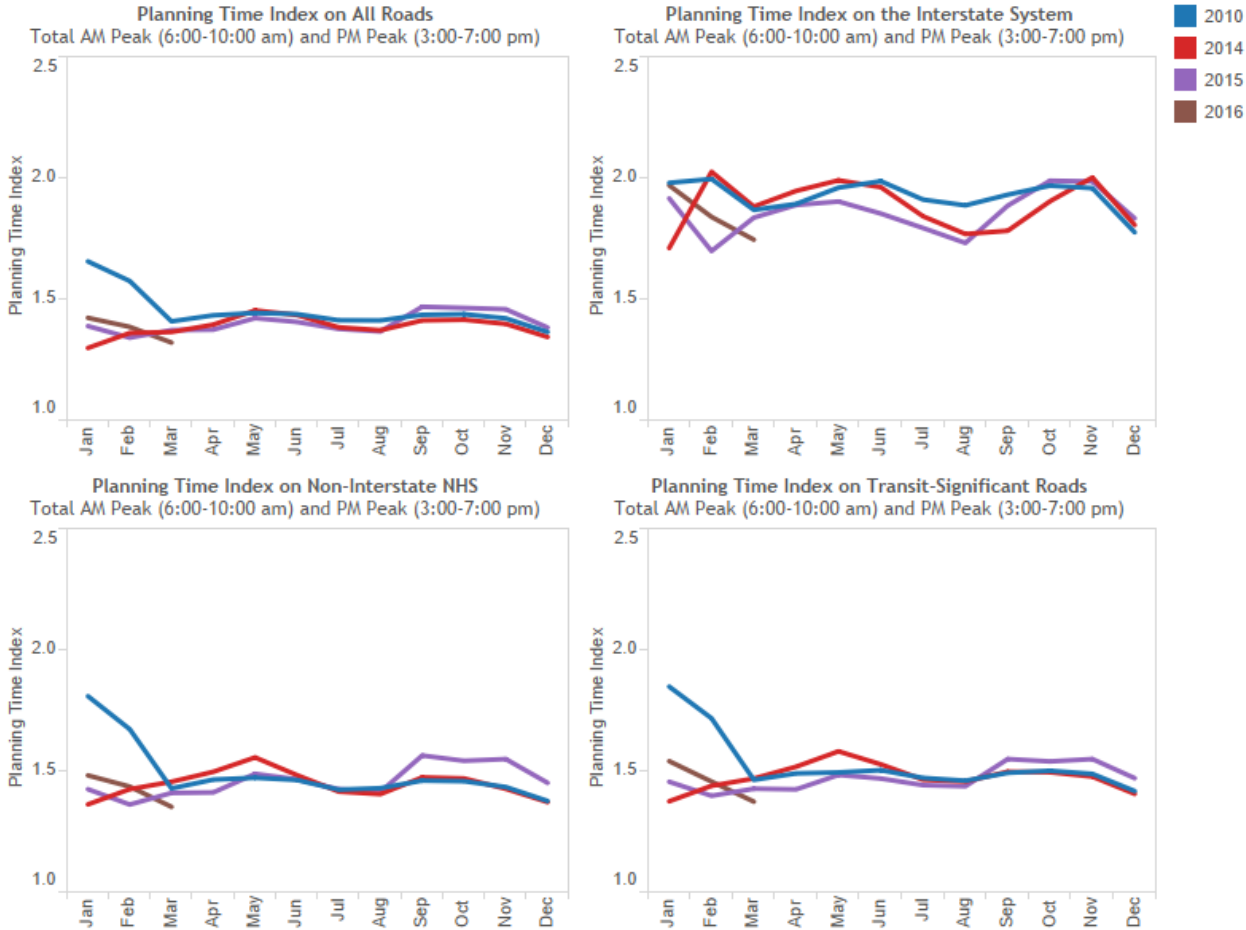 Planning Time Index on All Roads
Total AM Peak (6:00-10:00 am) and PM Peak (3:00-7:00 pm)
2.5
2.0
1.5
1.0
Planning Time Index
Jan Feb Mar Apr May Jun Jul Aug Sep Oct Nov Dec
Planning Time Index on the Interstate System
Total AM Peak (6:00-10:00 am) and PM Peak (3:00-7:00 pm)
2.5
2.0
1.5
1.0
Planning Time Index
Jan Feb Mar Apr May Jun Jul Aug Sep Oct Nov Dec
2010
2014
2015
2016
Planning Time Index on Non-Interstate NHS
Total AM Peak (6:00-10:00 am) and PM Peak (3:00-7:00 pm)
2.5
2.0
1.5
1.0
Planning Time Index
Jan Feb Mar Apr May Jun Jul Aug Sep Oct Nov Dec
Planning Time Index on Transit-Significant Roads
Total AM Peak (6:00-10:00 am) and PM Peak (3:00-7:00 pm)
2.5
2.0
1.5
1.0
Planning Time Index
Jan Feb Mar Apr May Jun Jul Aug Sep Oct Nov Dec